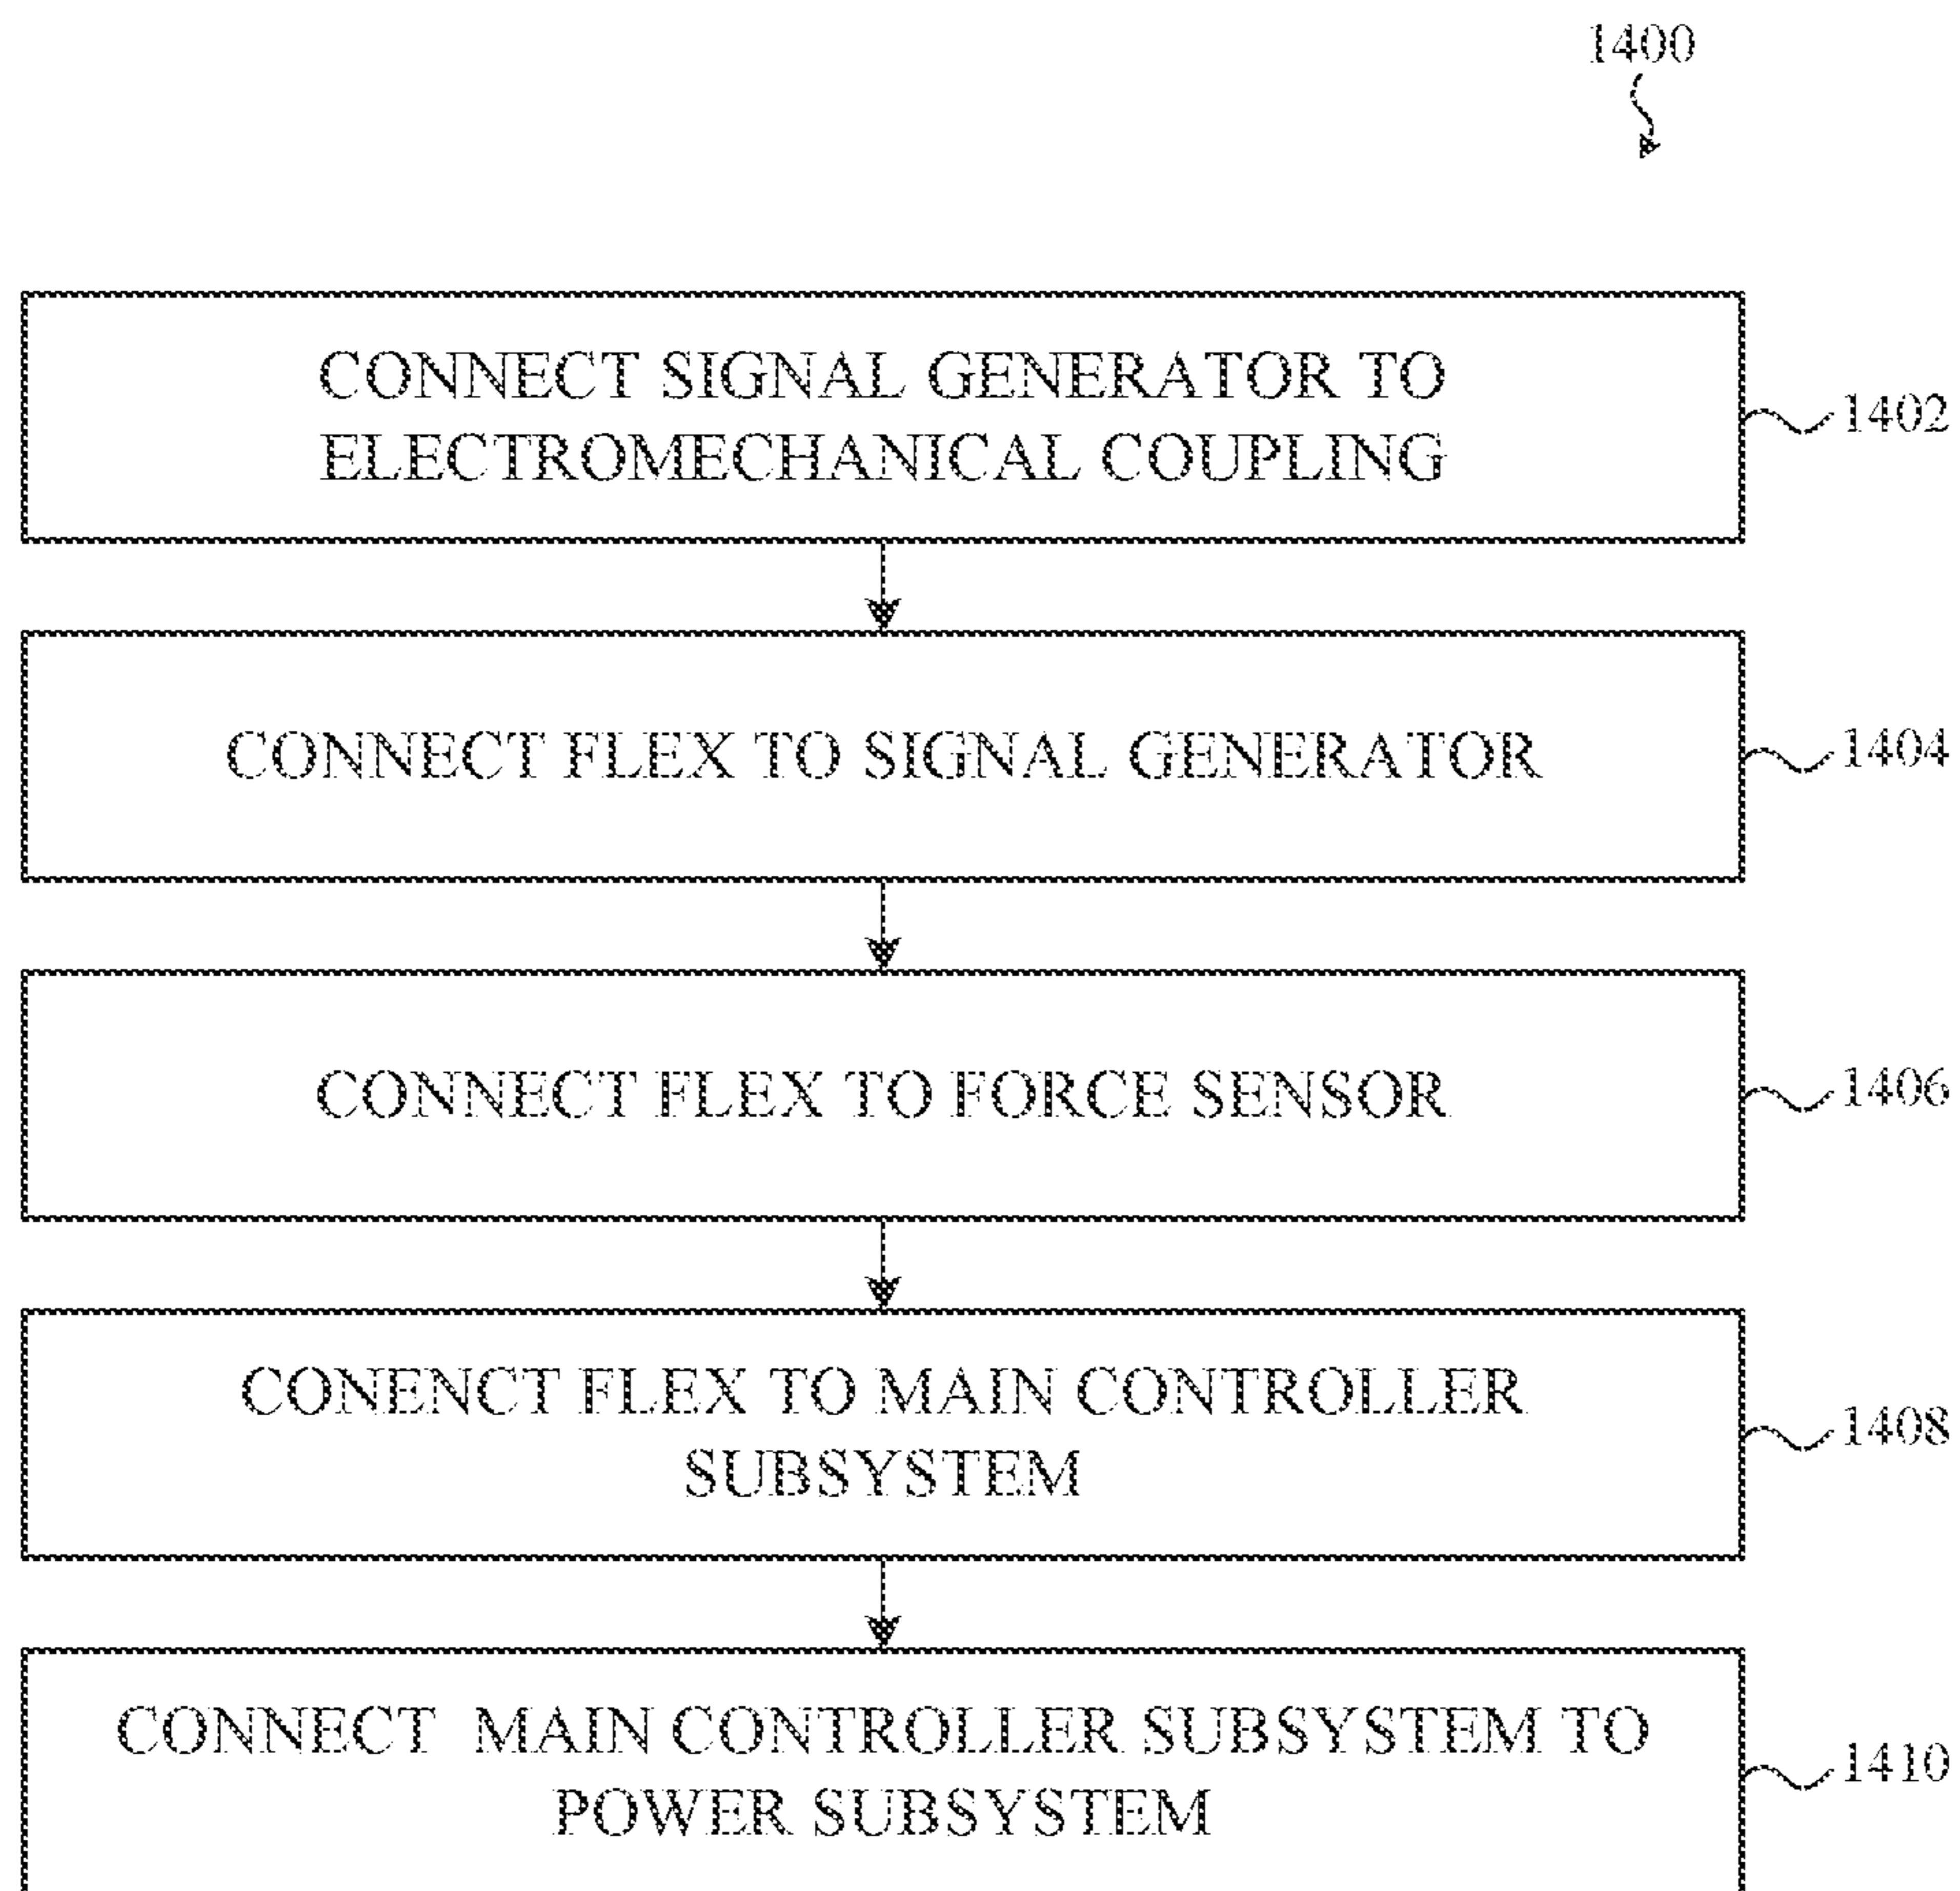 1400
CONNECT SIGNAL GENERATOR TO
ELECTROMECHANICAL COUPLING
1402
CONNECT FLEX TO SIGNAL GENERATOR
1404
CONNECT FLEX TO FORCE SENSOR
1406
CONENCT FLEX TO MAIN CONTROLLER
SUBSYSTEM
1408
CONNECT MAIN CONTROLLER SUBSYSTEM TO
POWER SUBSYSTEM
1410